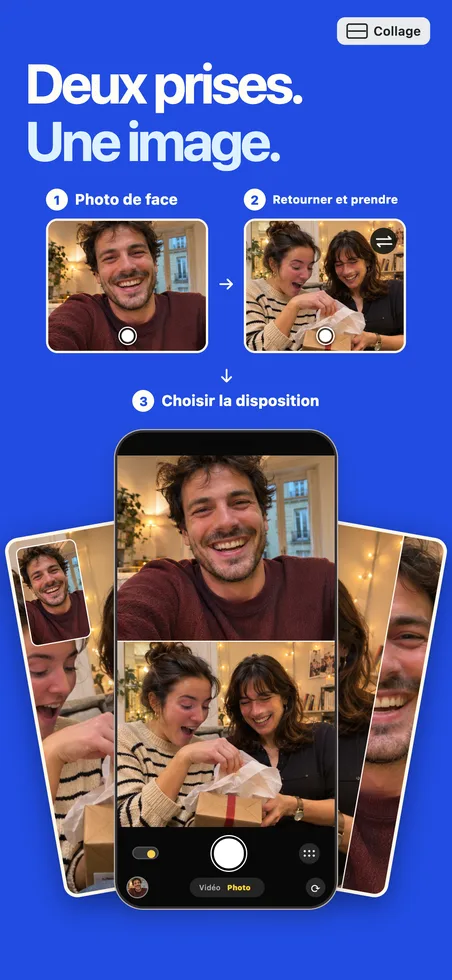 Collage
Deux prises.
Une image.
1 Photo de face
2 Retourner et prendre
3 Choisir la disposition
Vidéo Photo